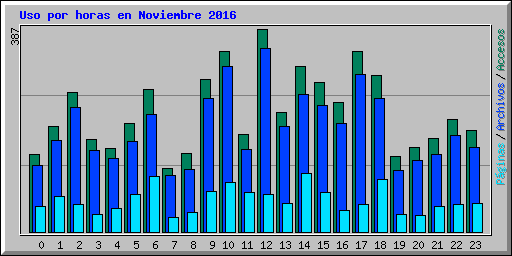 Uso por horas en Noviembre 2016
387
Páginas / Archivos / Accesos
0 1 2 3 4 5 6 7 8 9 10 11 12 13 14 15 16 17 18 19 20 21 22 23